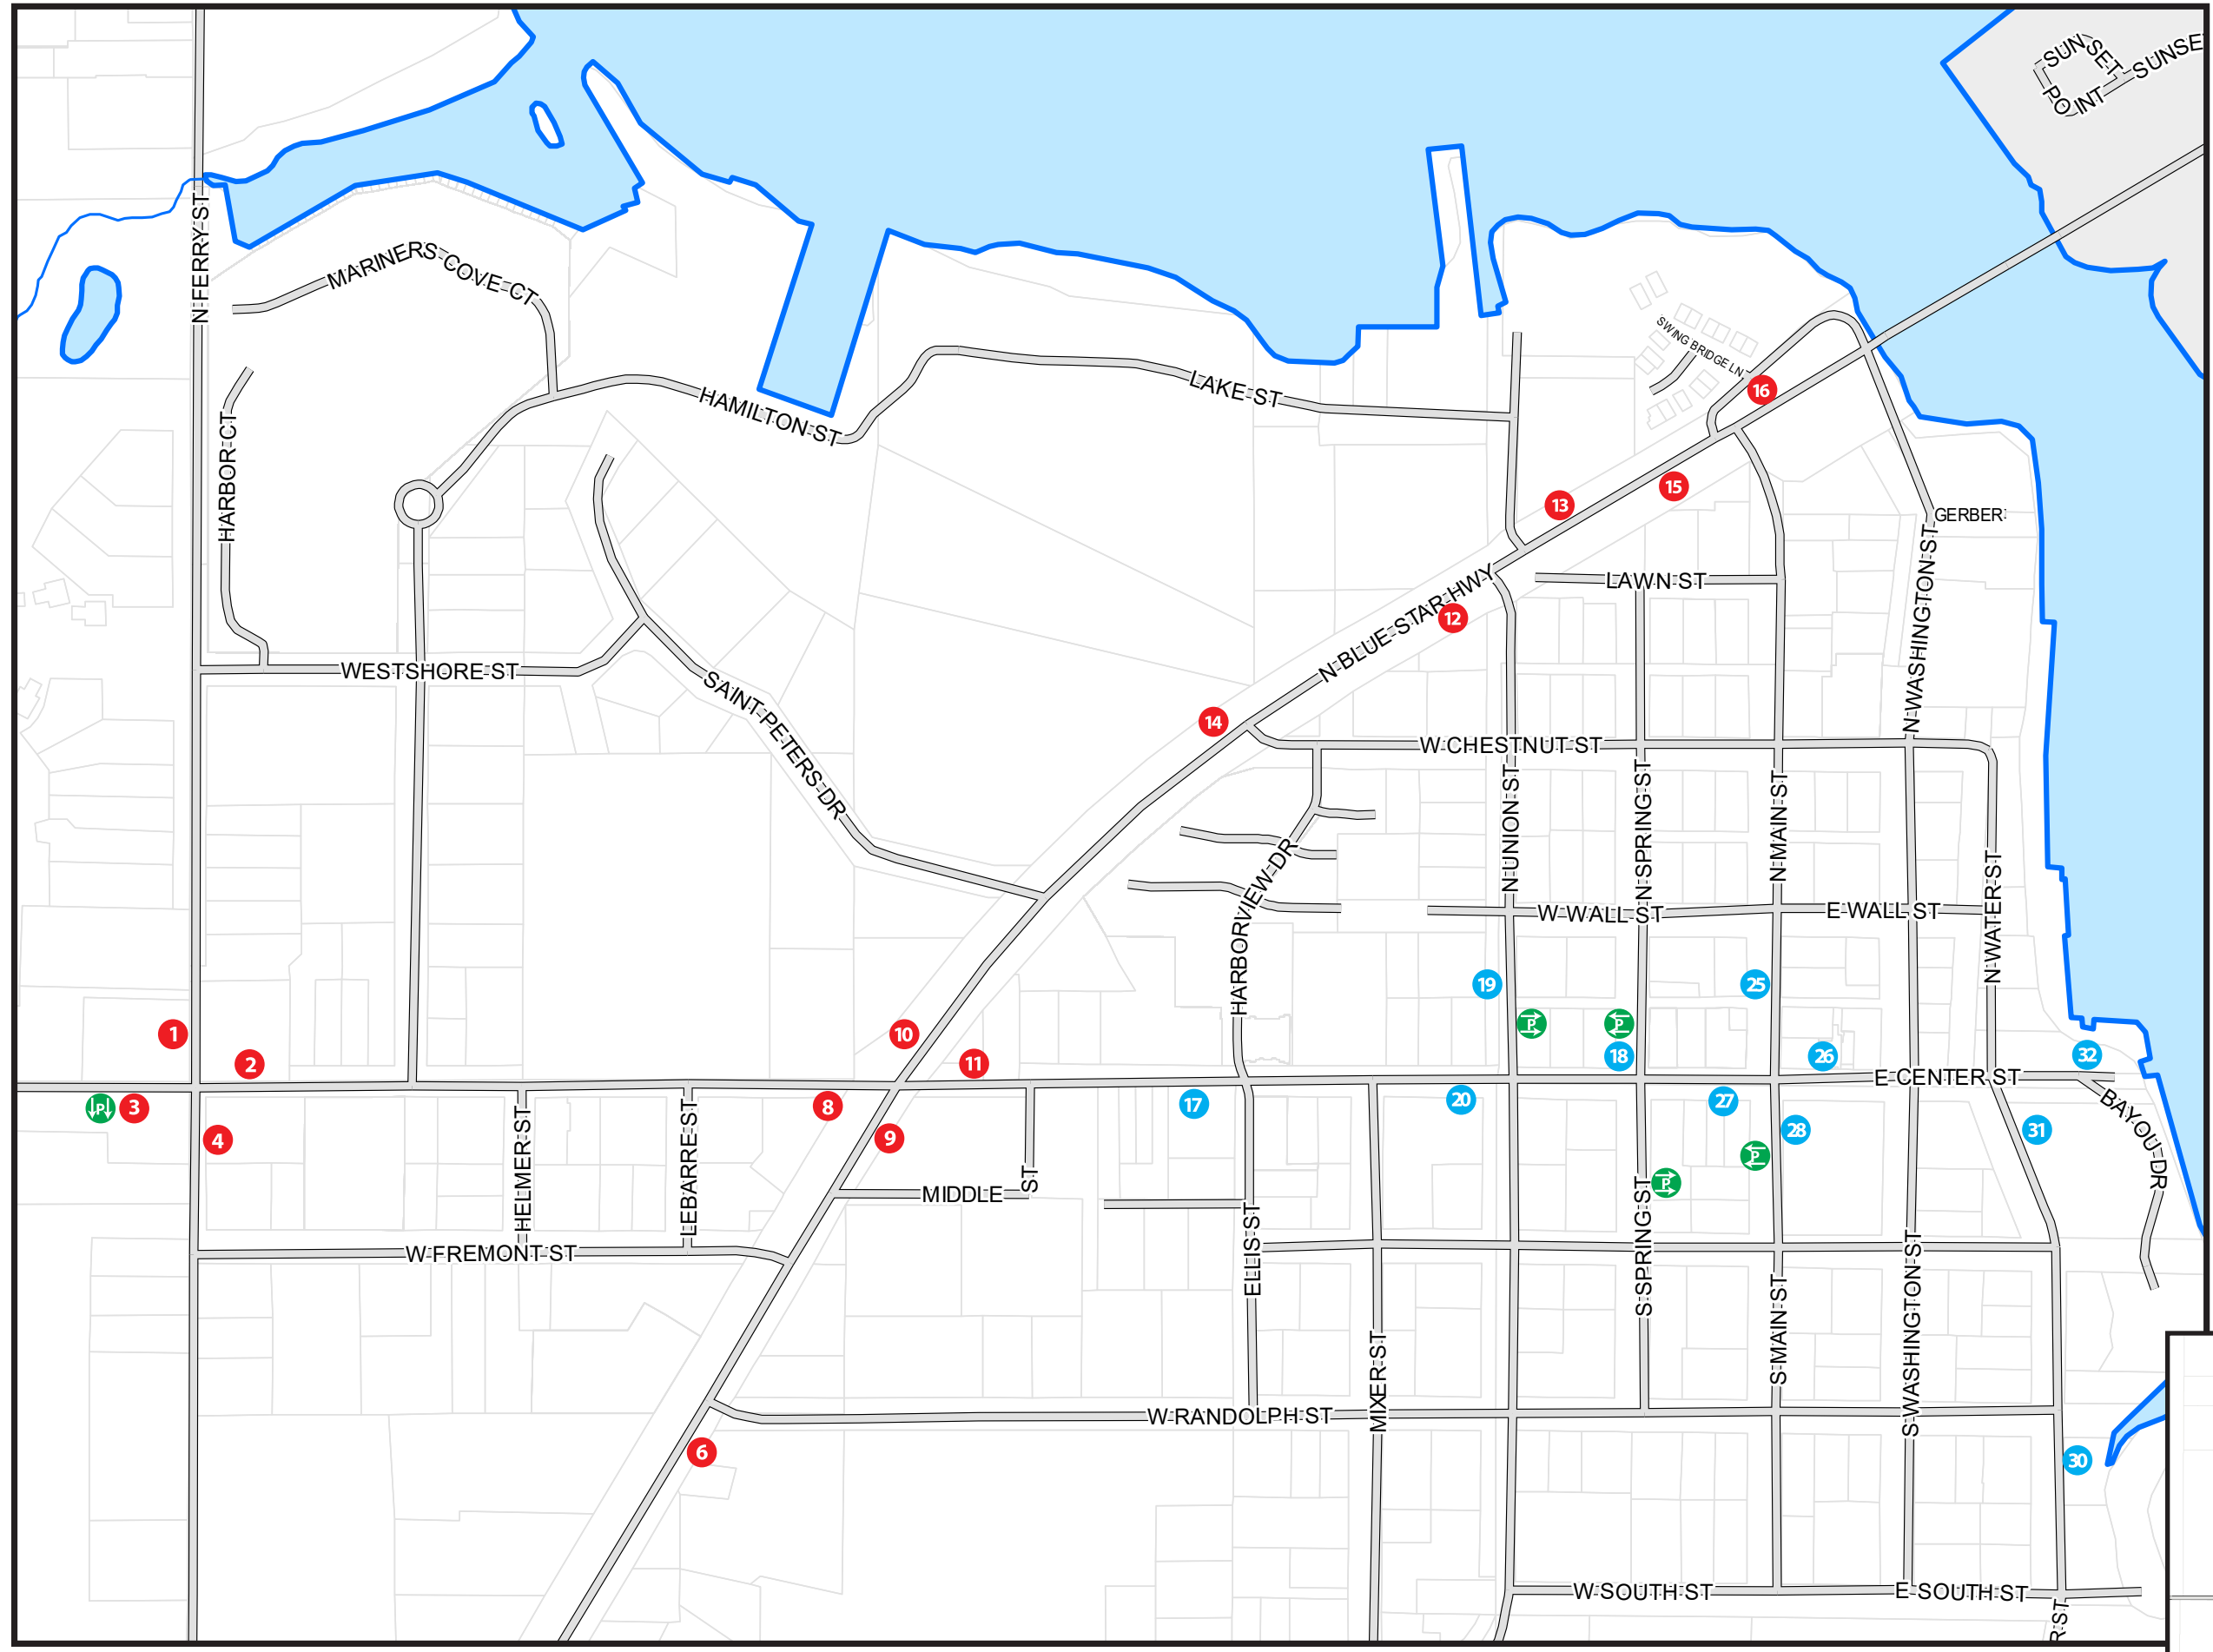 SUNSET
POINT
SUNSE
N FERRY ST
MARINERS COVE CT
SWING BRIDGE LN
16
HAMILTON ST
LAKE ST
HARBOR CT
15
13
GERBER
LAWN ST
N BLUE STAR HWY
12
N WASHINGTON ST
WESTSHORE ST
SAINT PETERS DR
14
W CHESTNUT ST
N UNION ST
N SPRING ST
N MAIN ST
HARBORVIEW DR
W WALL ST
E WALL ST
N WATER ST
19
25
1
10
P
P
2
11
18
26
32
E CENTER ST
P
3
8
17
20
27
BAYOU DR
4
9
28
31
HELMER ST
LEBARRE ST
P
P
MIDDLE
ST
W FREMONT ST
ELLIS ST
S SPRING ST
S MAIN ST
S WASHINGTON ST
MIXER ST
W RANDOLPH ST
6
30
W SOUTH ST
E SOUTH ST
R ST